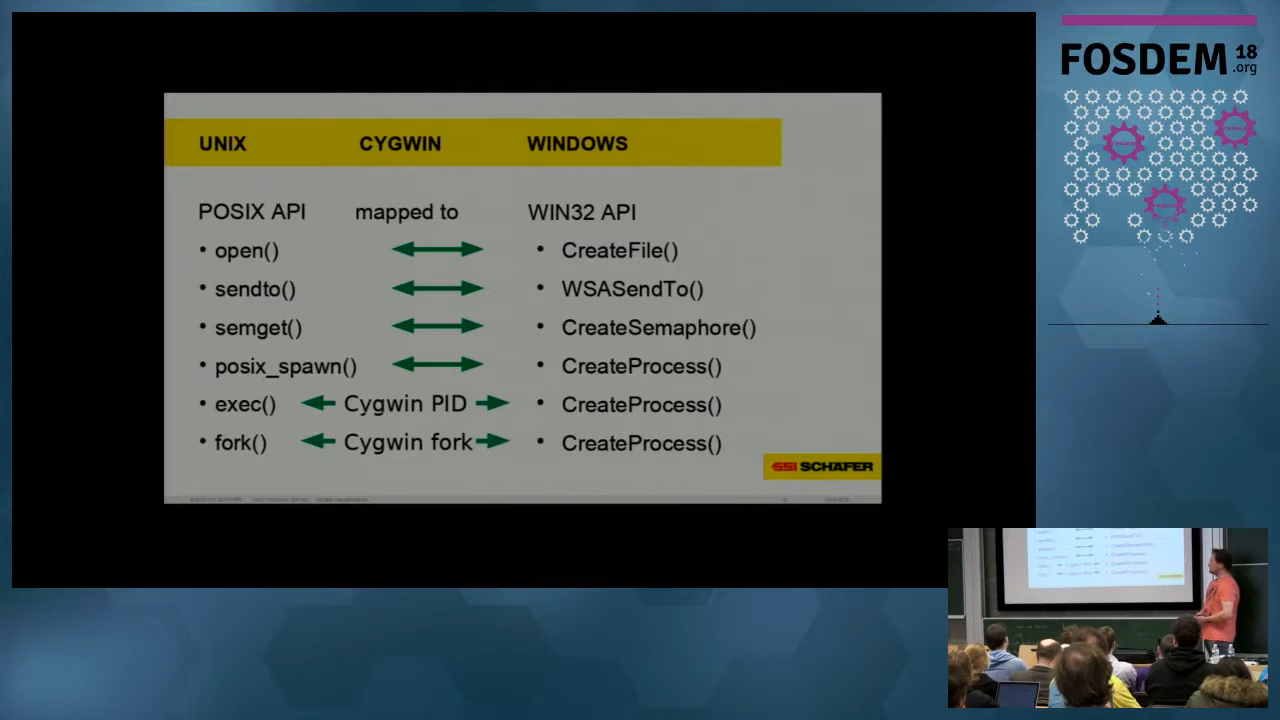 UNIX CYGWIN WINDOWS
POSIX API mapped to WIN32 API
• open() • CreateFile()
• sendto() • WSASendTo()
• semget() • CreateSemaphore()
• posix_spawn() • CreateProcess()
• exec() Cygwin PID • CreateProcess()
• fork() Cygwin fork • CreateProcess()
SSI SCHÄFER
FOSDEM 18
.org